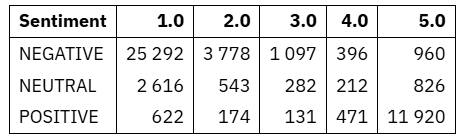 Sentiment 1.0 2.0 3.0 4.0 5.0
NEGATIVE 25 292 3 778 1 097 396 960
NEUTRAL 2 616 543 282 212 826
POSITIVE 622 174 131 471 11 920